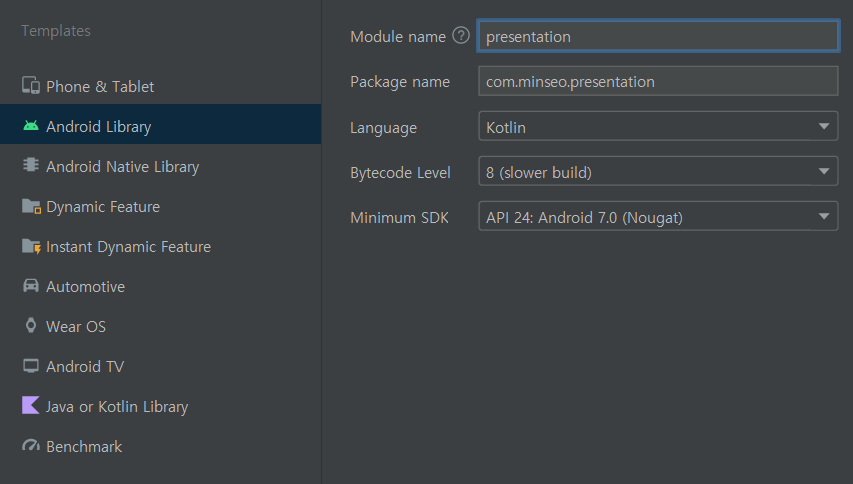 Templates
Phone & Tablet
Android Library
Android Native Library
Dynamic Feature
Instant Dynamic Feature
Automotive
Wear OS
Android TV
Java or Kotlin Library
Benchmark
Module name ? presentation
Package name com.minseo.presentation
Language Kotlin
Bytecode Level 8 (slower build)
Minimum SDK API 24: Android 7.0 (Nougat)